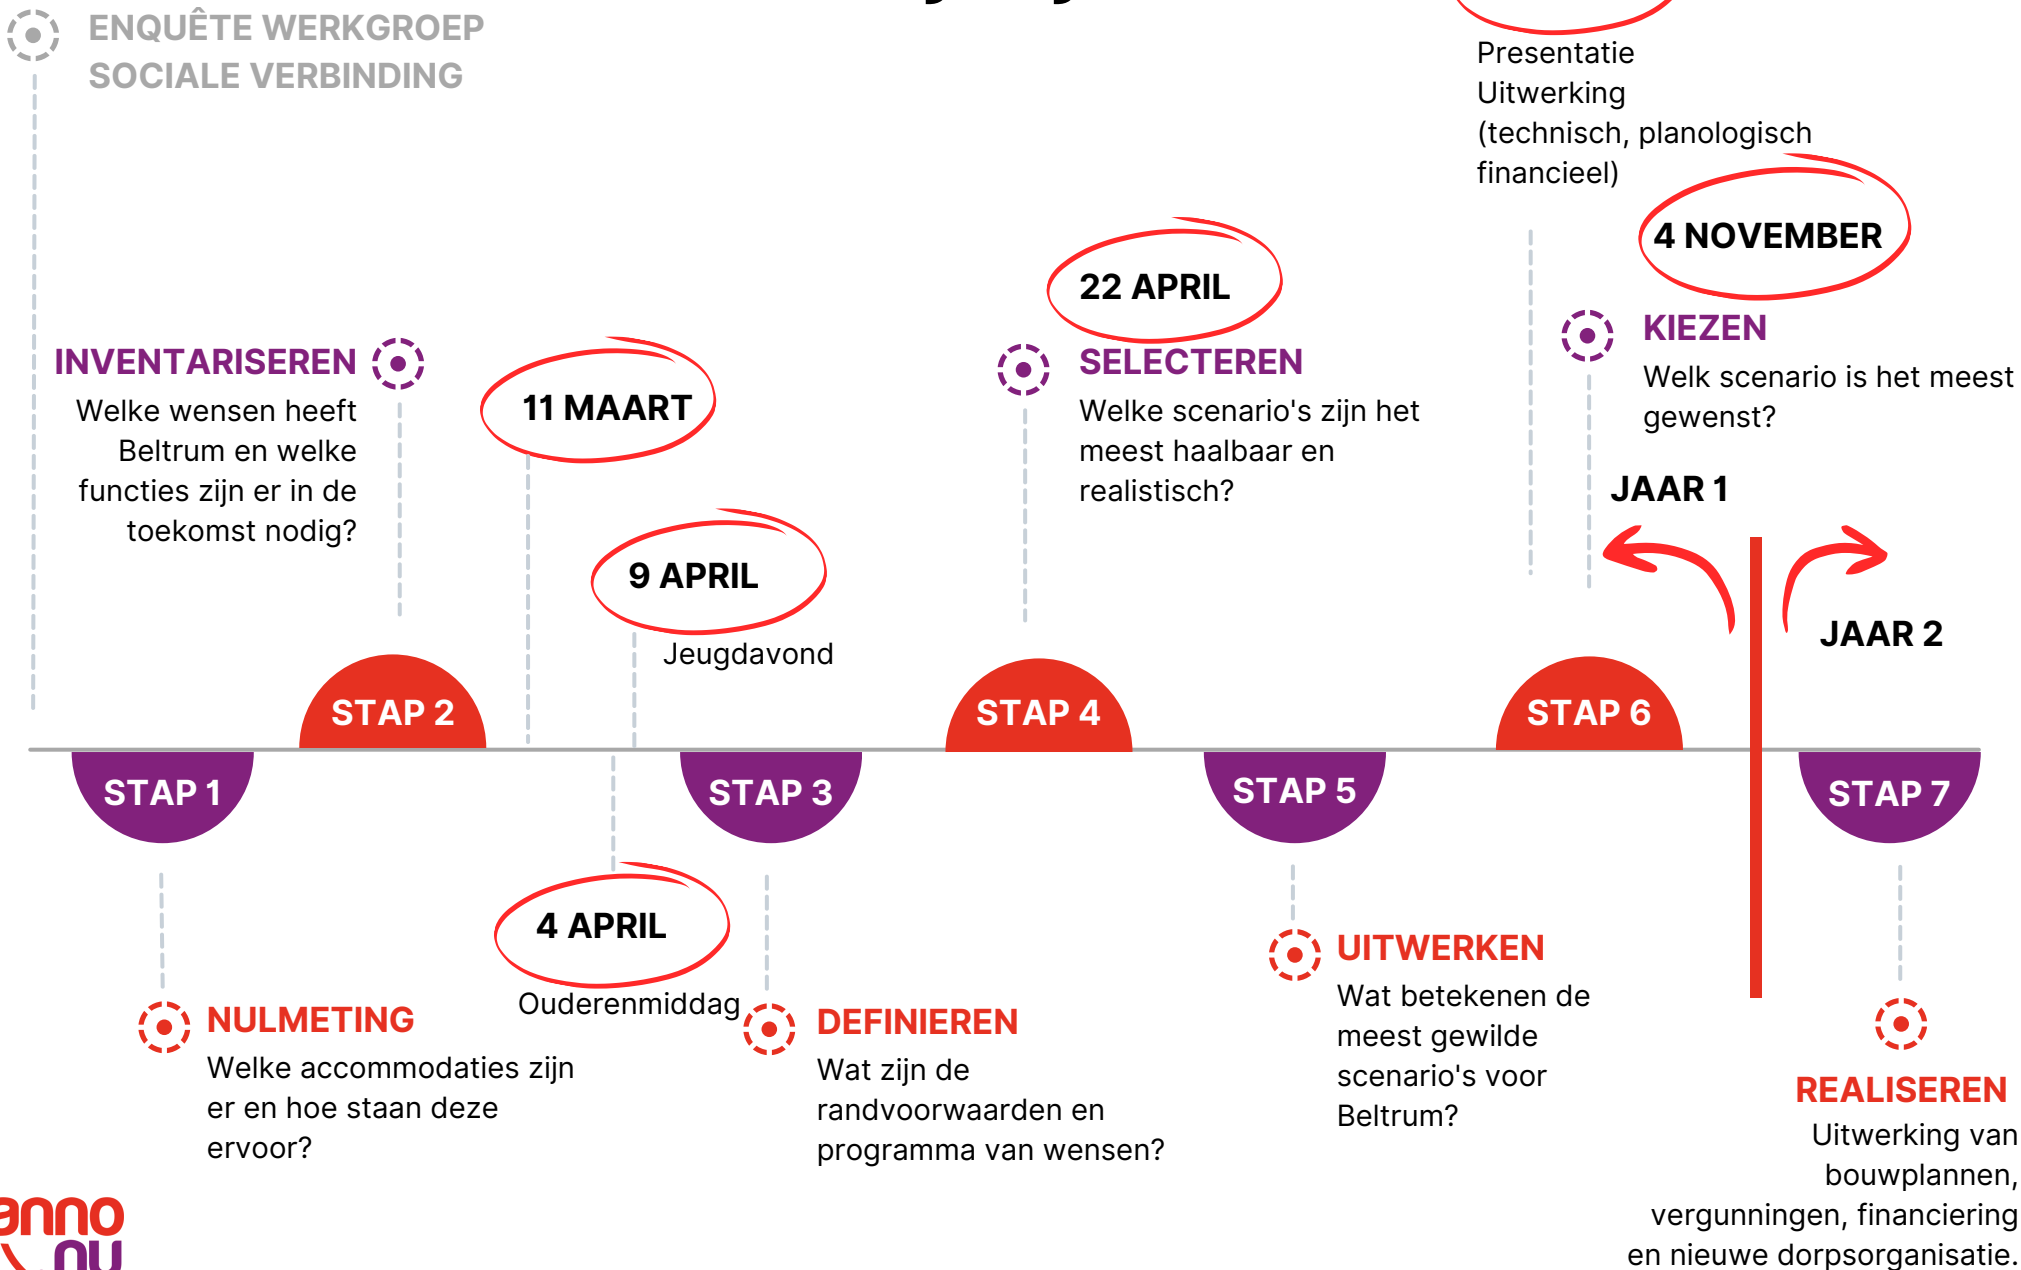 ENQUÊTE WERKGROEP
SOCIALE VERBINDING
Presentatie
Uitwerking
(technisch, planologisch
financieel)
4 NOVEMBER
22 APRIL
KIEZEN
Welk scenario is het meest
gewenst?
INVENTARISEREN
Welke wensen heeft
Beltrum en welke
functies zijn er in de
toekomst nodig?
11 MAART
SELECTEREN
Welke scenario's zijn het
meest haalbaar en
realistisch?
JAAR 1
9 APRIL
Jeugdavond
JAAR 2
STAP 2
STAP 4
STAP 6
STAP 1
STAP 3
STAP 5
STAP 7
4 APRIL
Ouderenmiddag
NULMETING
Welke accommodaties zijn
er en hoe staan deze
ervoor?
DEFINIEREN
Wat zijn de
randvoorwaarden en
programma van wensen?
UITWERKEN
Wat betekenen de
meest gewilde
scenario's voor
Beltrum?
REALISEREN
Uitwerking van
bouwplannen,
vergunningen, financiering
en nieuwe dorpsorganisatie.
anno
nu